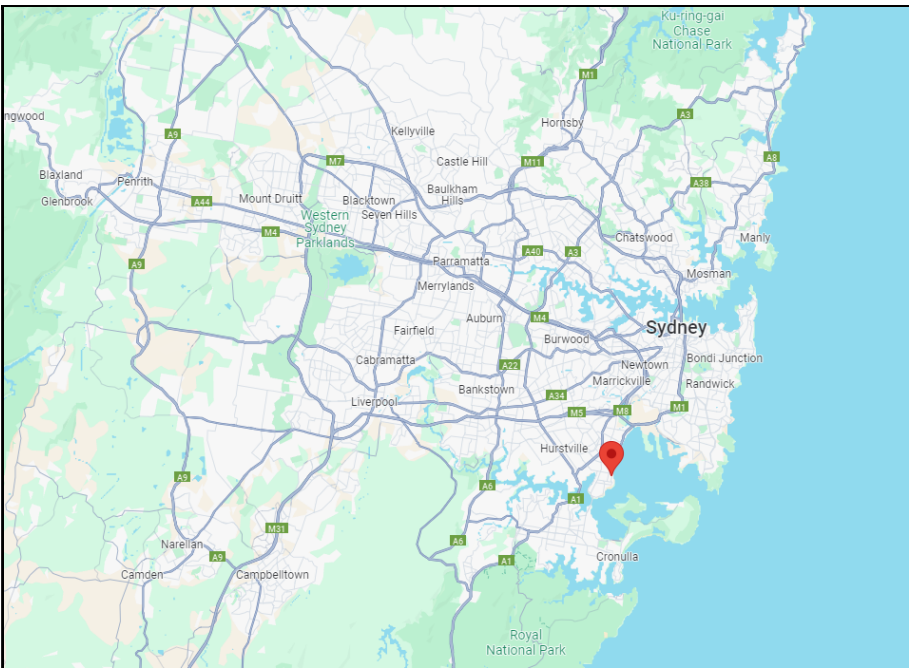 Ku-ring-gai
Chase
National Park
M1
A3
ngwood
A9
Kellyville
Hornsby
Castle Hill
M11
A8
M7
Blaxland
Penrith
Glenbrook
A44
Mount Druitt
Blacktown
Seven Hills
Baulkham
Hills
A38
Western
Sydney
Parklands
M4
A9
Parramatta
A40
A3
Chatswood
Manly
Mosman
Merrylands
Auburn
M4
Fairfield
Burwood
Sydney
Cabramatta
A22
Newtown
Bondi Junction
Bankstown
Marrickville
Randwick
Liverpool
A34
M5
M8
M1
Hurstville
A9
A6
A1
M31
Narellan
A9
A6
A1
Cronulla
Camden
Campbelltown
Royal
National Park